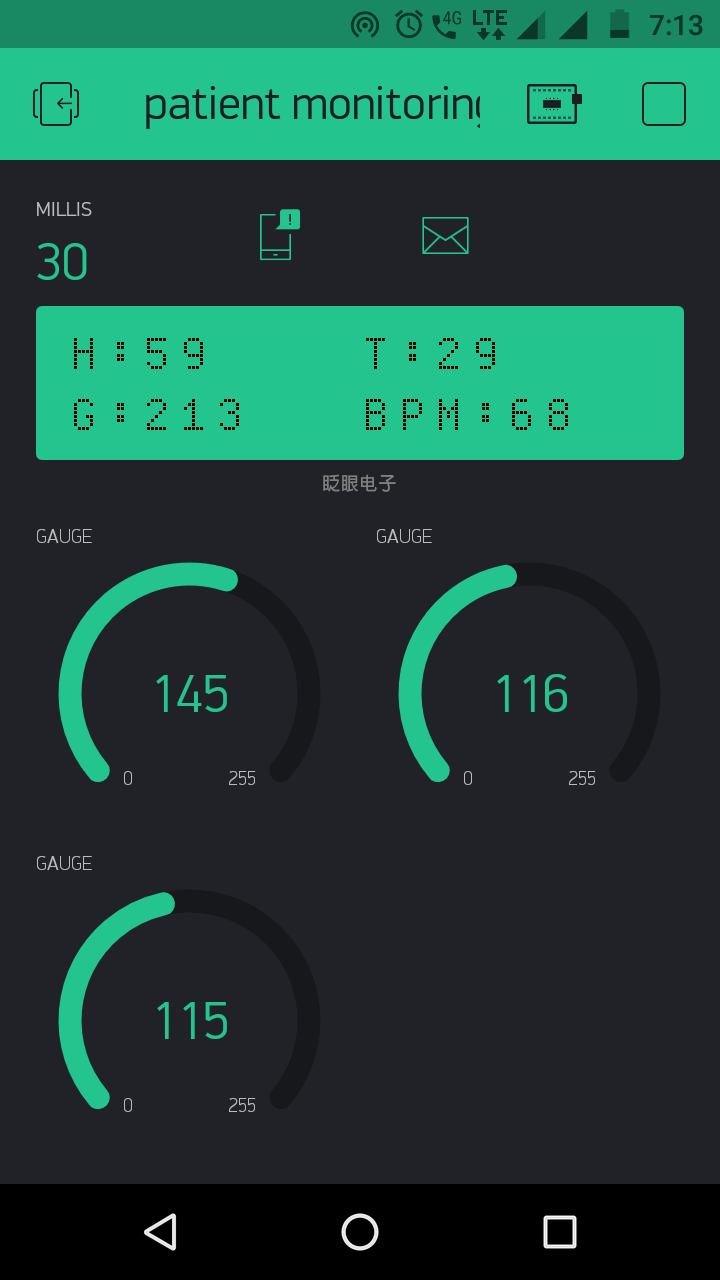 4G LTE 7:13
patient monitoring
MILLIS
30
H:59 T:29
G:213 BPM:68
眨眼电子
GAUGE GAUGE
145 116
0 255 0 255
GAUGE
115
0 255